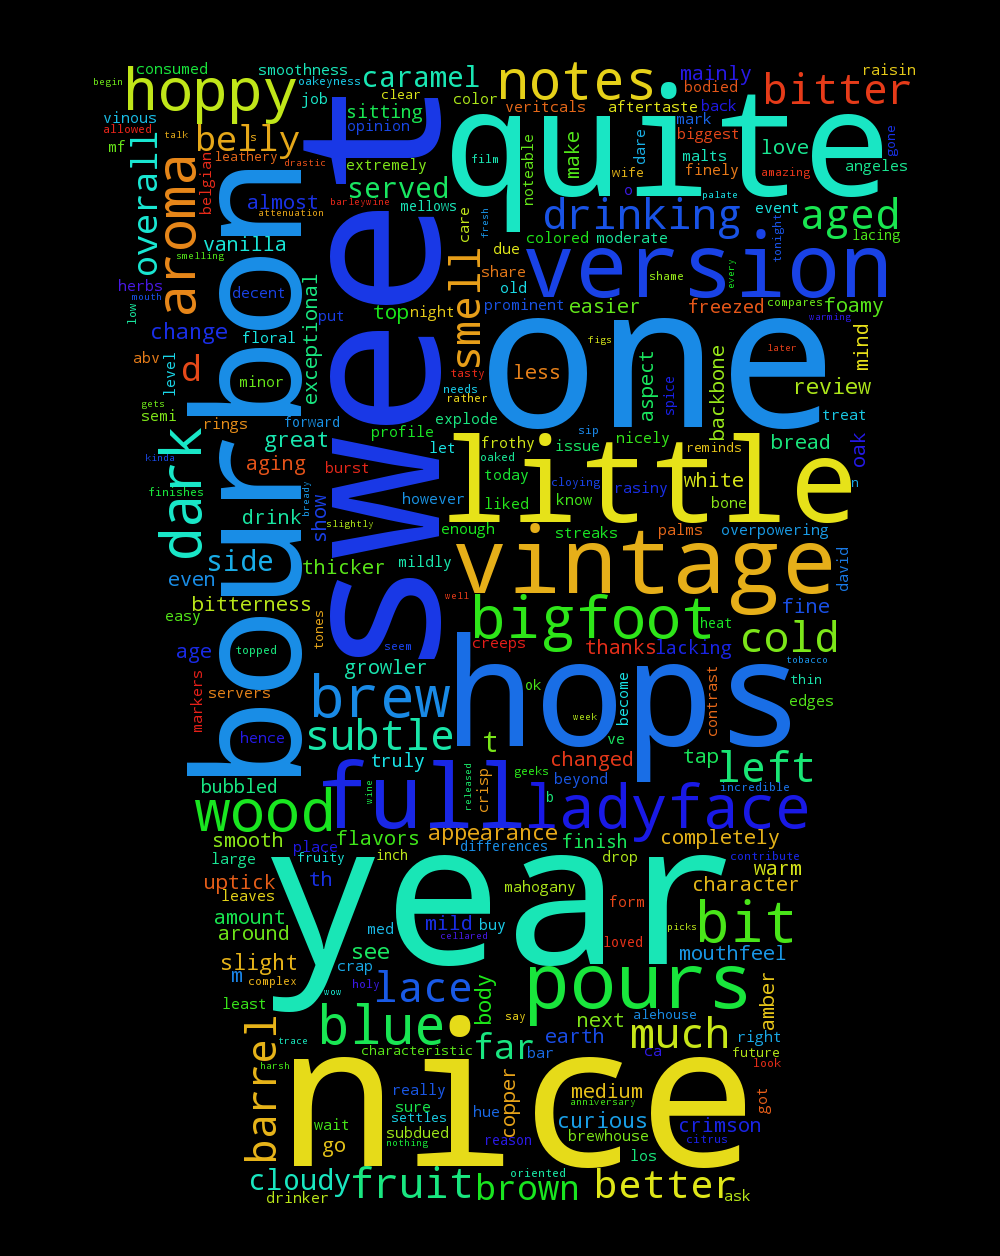 consumed
smoothness
raisin
begin
hoppy
oakeyness
caramel
notes
mainly
bitter
bodied
job
clear
color
veritcals
aftertaste
back
vinous
sitting
mark
allowed
talk
belly
s
opinion
biggest
love
gone
mf
overall
leathery
drastic
extremely
film
quite
noteable
make
wife
dare
malts
finely
amazing
angeles
aroma
belgian
almost
barleywine
served
o
palate
attenuation
mellows
fresh
drinking
event
aged
sweet
vanilla
smelling
care
smell
due
colored
moderate
tonight
lacing
herbs
mouth
decent
bourbon
share
old
version
shame
every
low
exceptional
put
top
night
prominent
easier
freezed
compares
foamy
warming
change
floral
figs
one
later
mind
abv
level
d
minor
tasty
less
aspect
spice
backbone
needs
rather
review
gets
semi
rings
forward
profile
explode
sip
treat
dark
great
let
frothy
issue
nicely
reminds
bread
oak
kinda
aging
burst
oaked
today
cloying
rasiny
white
n
finishes
bready
however
little
liked
know
bone
drink
show
slightly
enough
streaks
palms
overpowering
side
thicker
mildly
vintage
david
even
bitterness
well
fine
easy
tones
bigfoot
heat
age
topped
seem
creeps
thanks
lacking
cold
tobacco
growler
thin
markers
servers
brew
ok
hops
become
contrast
edges
week
hence
subtle
t
ve
truly
changed
tap
left
bubbled
geeks
beyond
incredible
wine
released
crisp
b
wood
full
ladyface
smooth
flavors
appearance
completely
place
differences
finish
large
fruity
inch
drop
contribute
warm
uptick
th
year
mahogany
character
leaves
form
amount
med
mild
buy
picks
bit
around
cellared
loved
see
mouthfeel
slight
crap
m
complex
holy
lace
body
pours
amber
wow
least
say
next
alehouse
barrel
blue
much
trace
far
earth
right
characteristic
bar
ca
future
harsh
nice
look
really
copper
medium
got
sure
anniversary
settles
hue
curious
crimson
wait
subdued
brewhouse
nothing
reason
citrus
go
los
cloudy
fruit
oriented
brown
better
drinker
ask